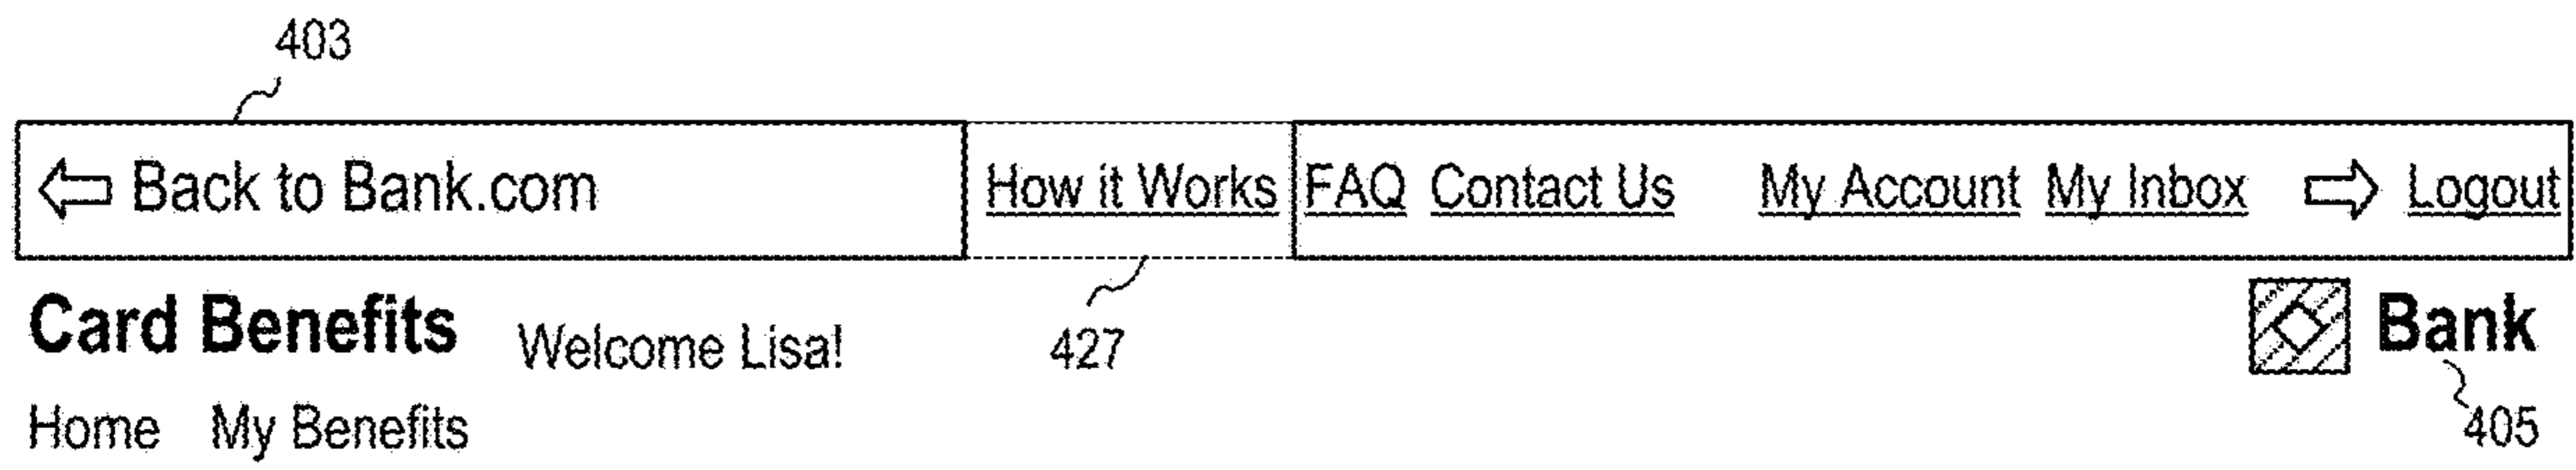 403
Back to Bank.com How it Works FAQ Contact Us My Account My Inbox Logout
Card Benefits Welcome Lisa! 427 Bank
Home My Benefits 405